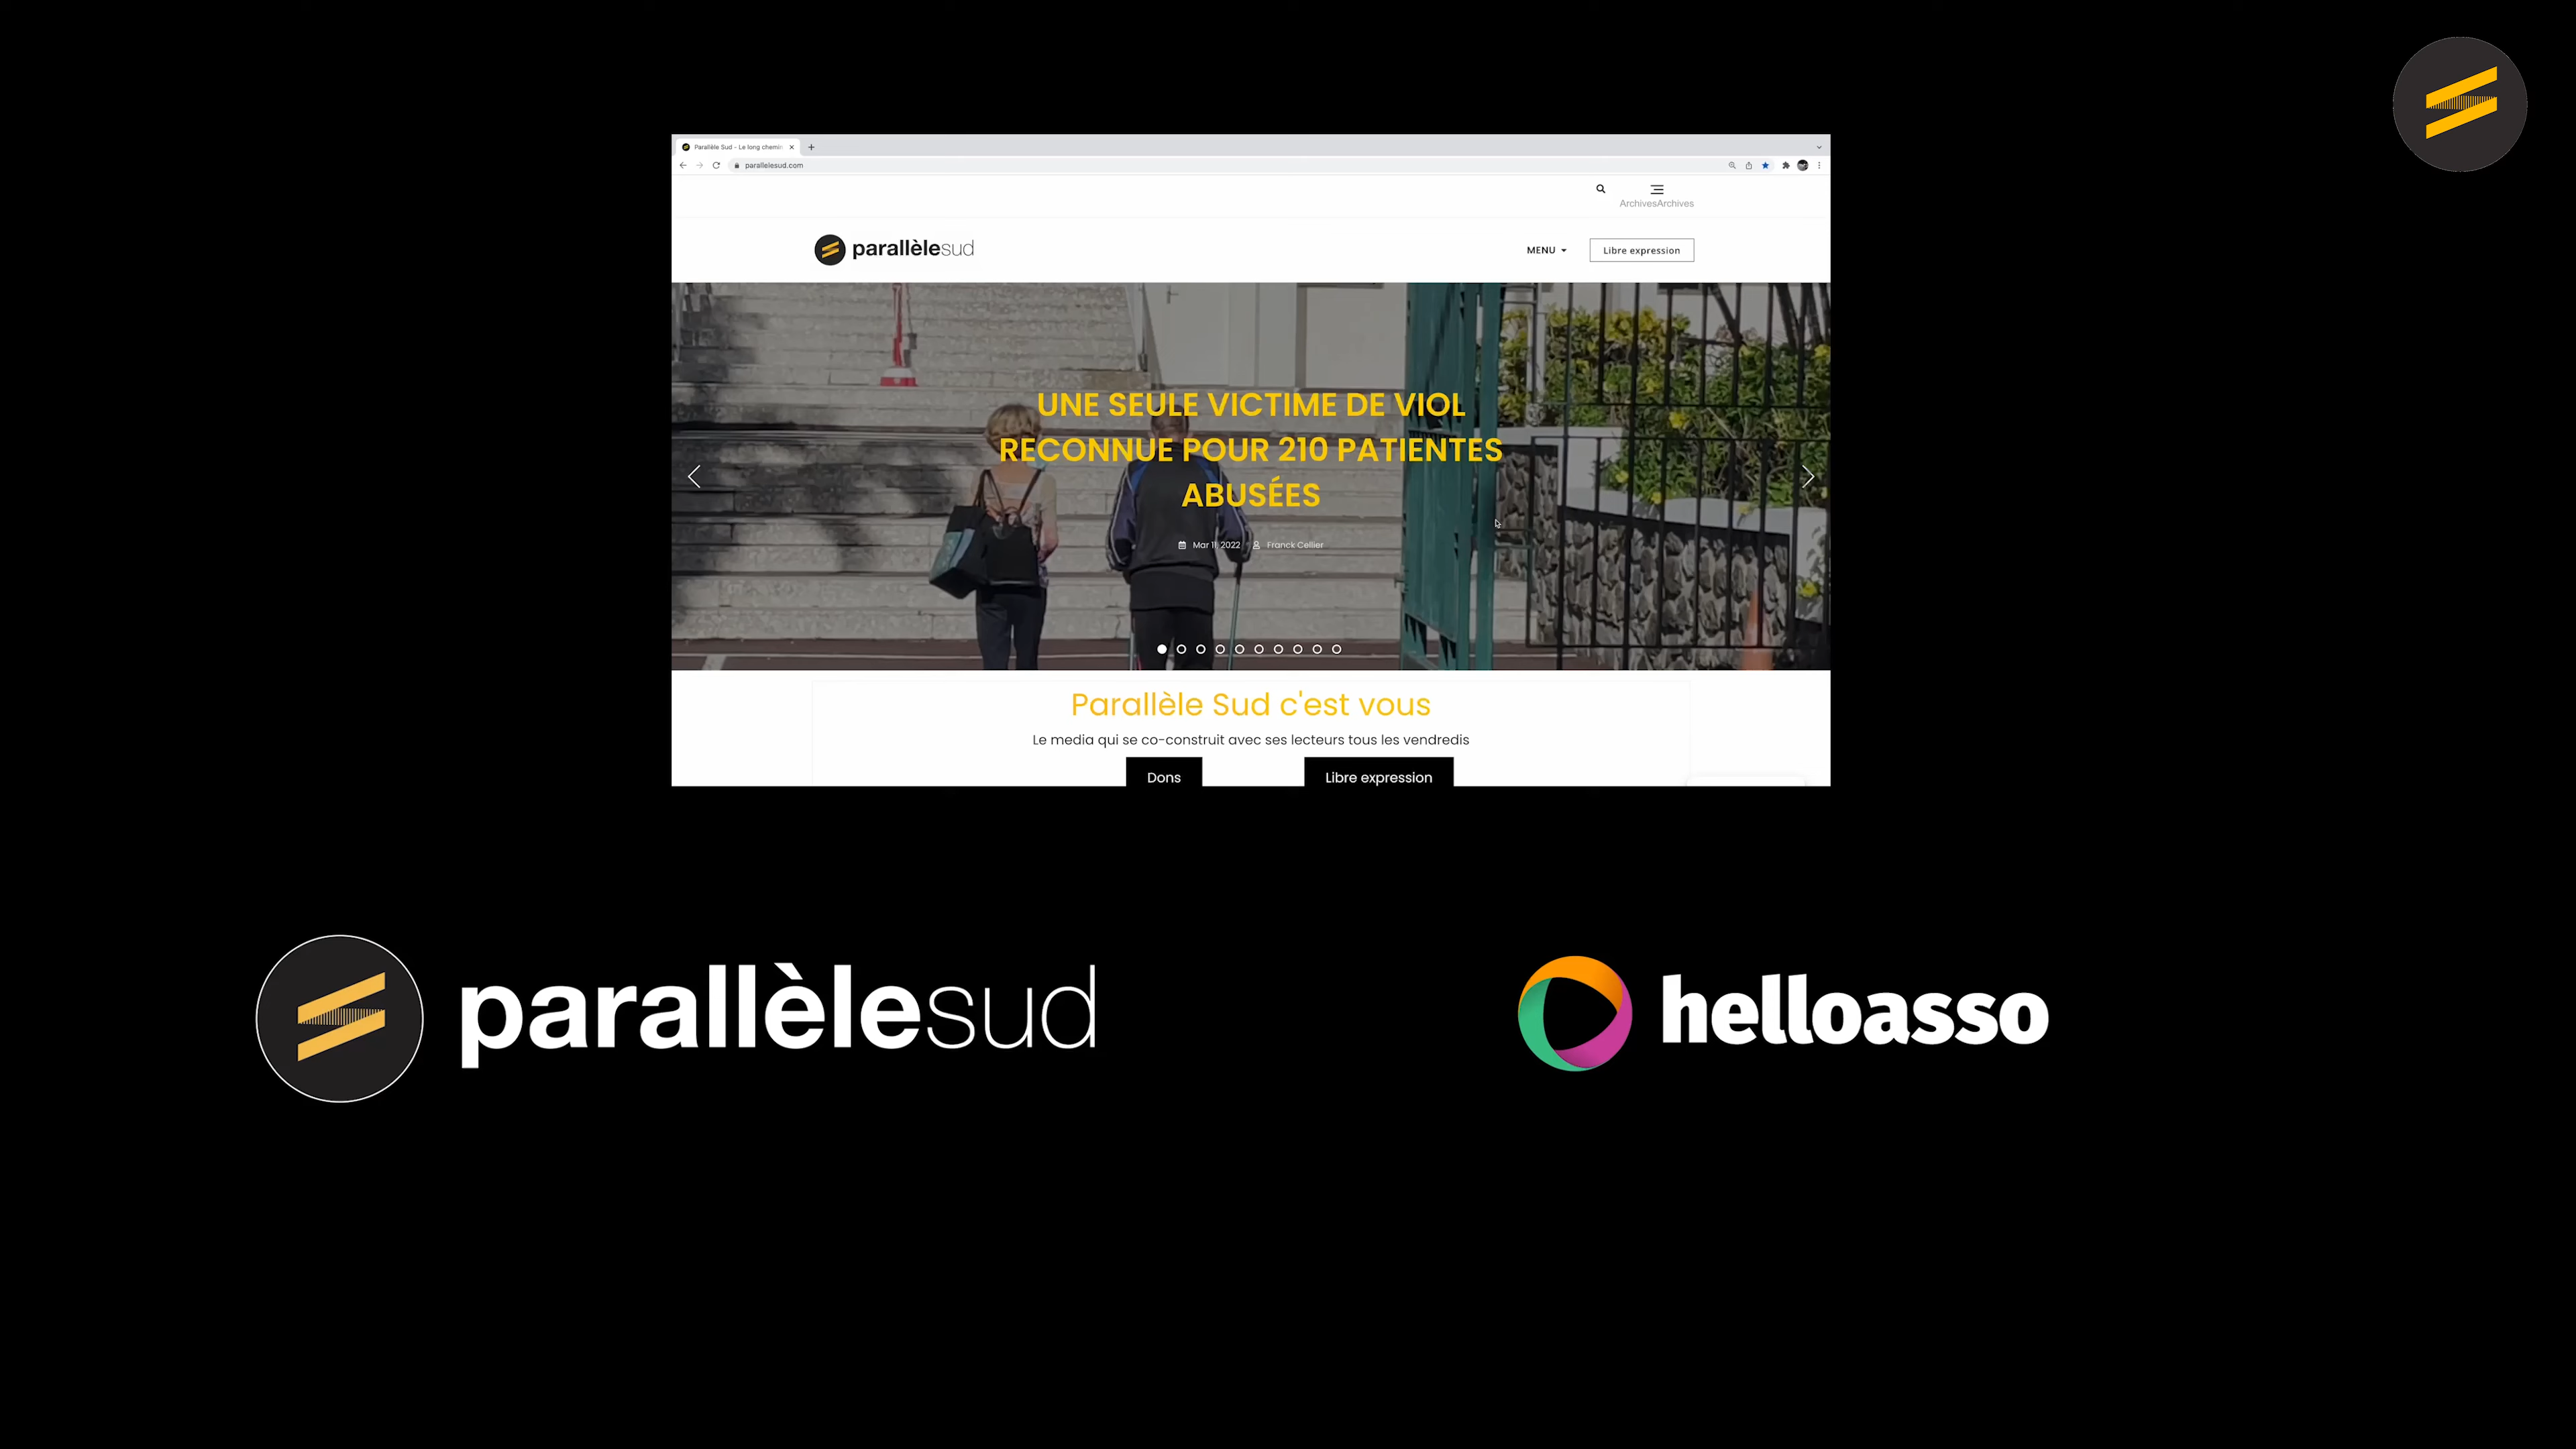 Parallèle Sud - Le long chemin
parallelesud.com
ArchivesArchives
parallèlesud
MENU
Libre expression
UNE SEULE VICTIME DE VIOL
RECONNUE POUR 210 PATIENTES
ABUSÉES
Mar 11, 2022 Franck Cellier
Parallèle Sud c'est vous
Le media qui se co-construit avec ses lecteurs tous les vendredis
Dons
Libre expression
parallèlesud
helloasso